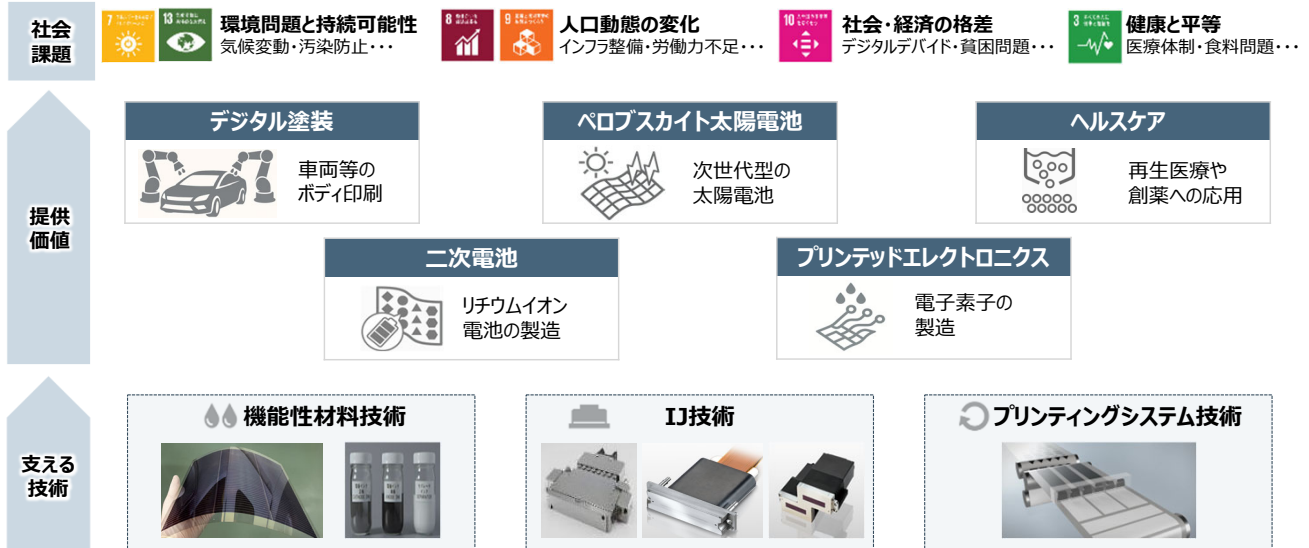 社会
課題
7
13
環境問題と持続可能性
気候変動・汚染防止・・・
8
9
人口動態の変化
インフラ整備・労働力不足・・・
10
社会・経済の格差
デジタルデバイド・貧困問題・・・
3
健康と平等
医療体制・食料問題・・・
提供
価値
デジタル塗装
車両等の
ボディ印刷
ペロブスカイト太陽電池
次世代型の
太陽電池
ヘルスケア
再生医療や
創薬への応用
二次電池
リチウムイオン
電池の製造
プリンテッドエレクトロニクス
電子素子の
製造
支える
技術
機能性材料技術
IJ技術
プリンティングシステム技術